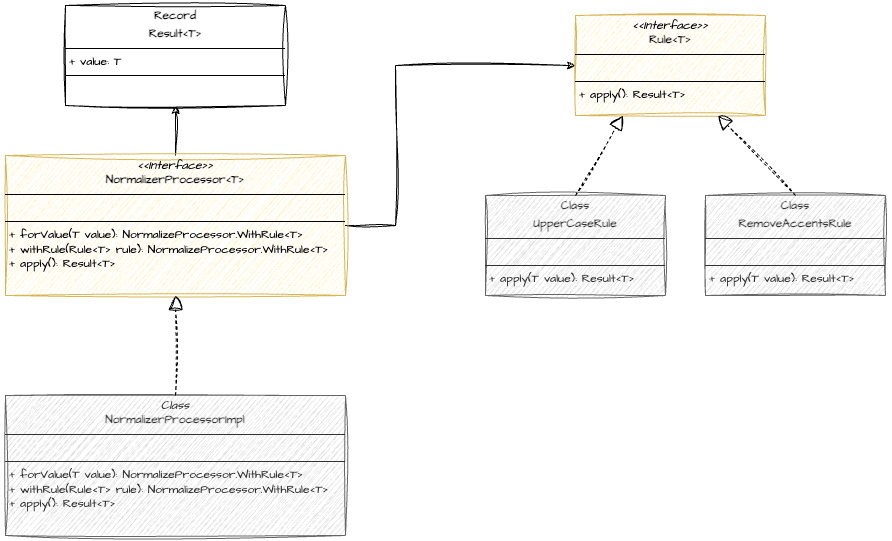 Record
Result<T>
+ value: T
<<Interface>>
NormalizerProcessor<T>
+ forValue(T value): NormalizeProcessor.WithRule<T>
+ withRule(Rule<T> rule): NormalizeProcessor.WithRule<T>
+ apply(): Result<T>
Class
NormalizerProcessorImpl
+ forValue(T value): NormalizeProcessor.WithRule<T>
+ withRule(Rule<T> rule): NormalizeProcessor.WithRule<T>
+ apply(): Result<T>
<<Interface>>
Rule<T>
+ apply(): Result<T>
Class
UpperCaseRule
+ apply(T value): Result<T>
Class
RemoveAccentsRule
+ apply(T value): Result<T>